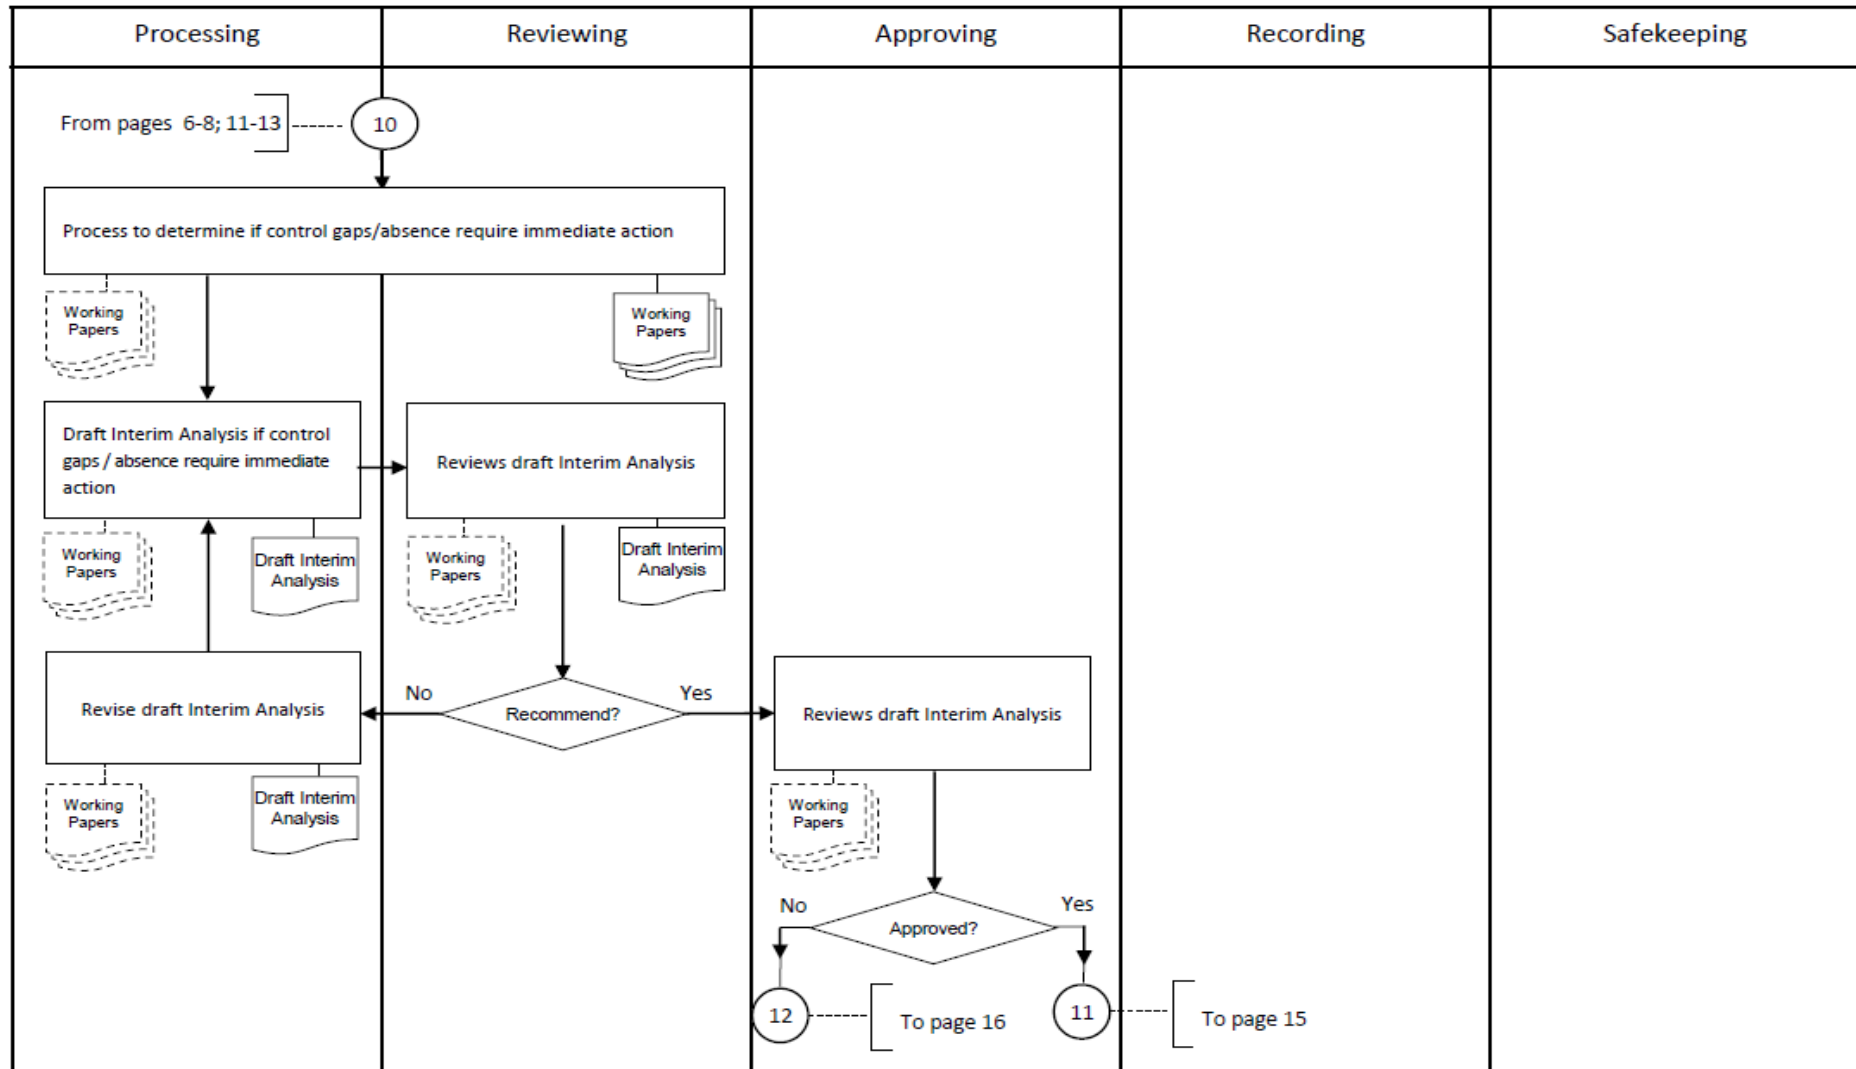 Processing
Reviewing
Approving
Recording
Safekeeping
From pages 6-8; 11-13
10
Process to determine if control gaps/absence require immediate action
Working
Papers
Working
Papers
Draft Interim Analysis if control
gaps / absence require immediate
action
Reviews draft Interim Analysis
Working
Papers
Draft Interim
Analysis
Working
Papers
Draft Interim
Analysis
Revise draft Interim Analysis
No
Recommend?
Yes
Reviews draft Interim Analysis
Working
Papers
Draft Interim
Analysis
Working
Papers
No
Approved?
Yes
12
To page 16
11
To page 15